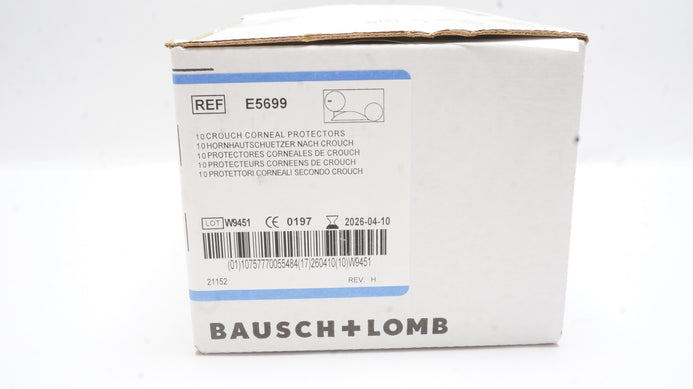 REF E5699
10 CROUCH CORNEAL PROTECTORS
10 HORNHAUTSCHUETZER NACH CROUCH
10 PROTECTORES CORNEALES DE CROUCH
10 PROTECTEURS CORNEENS DE CROUCH
10 PROTETTORI CORNEALI SECONDO CROUCH
LOT W9451 CE 0197 2026-04-10
(01)10757770055484(17)260410(10)W9451
21152 REV. H
BAUSCH+LOMB